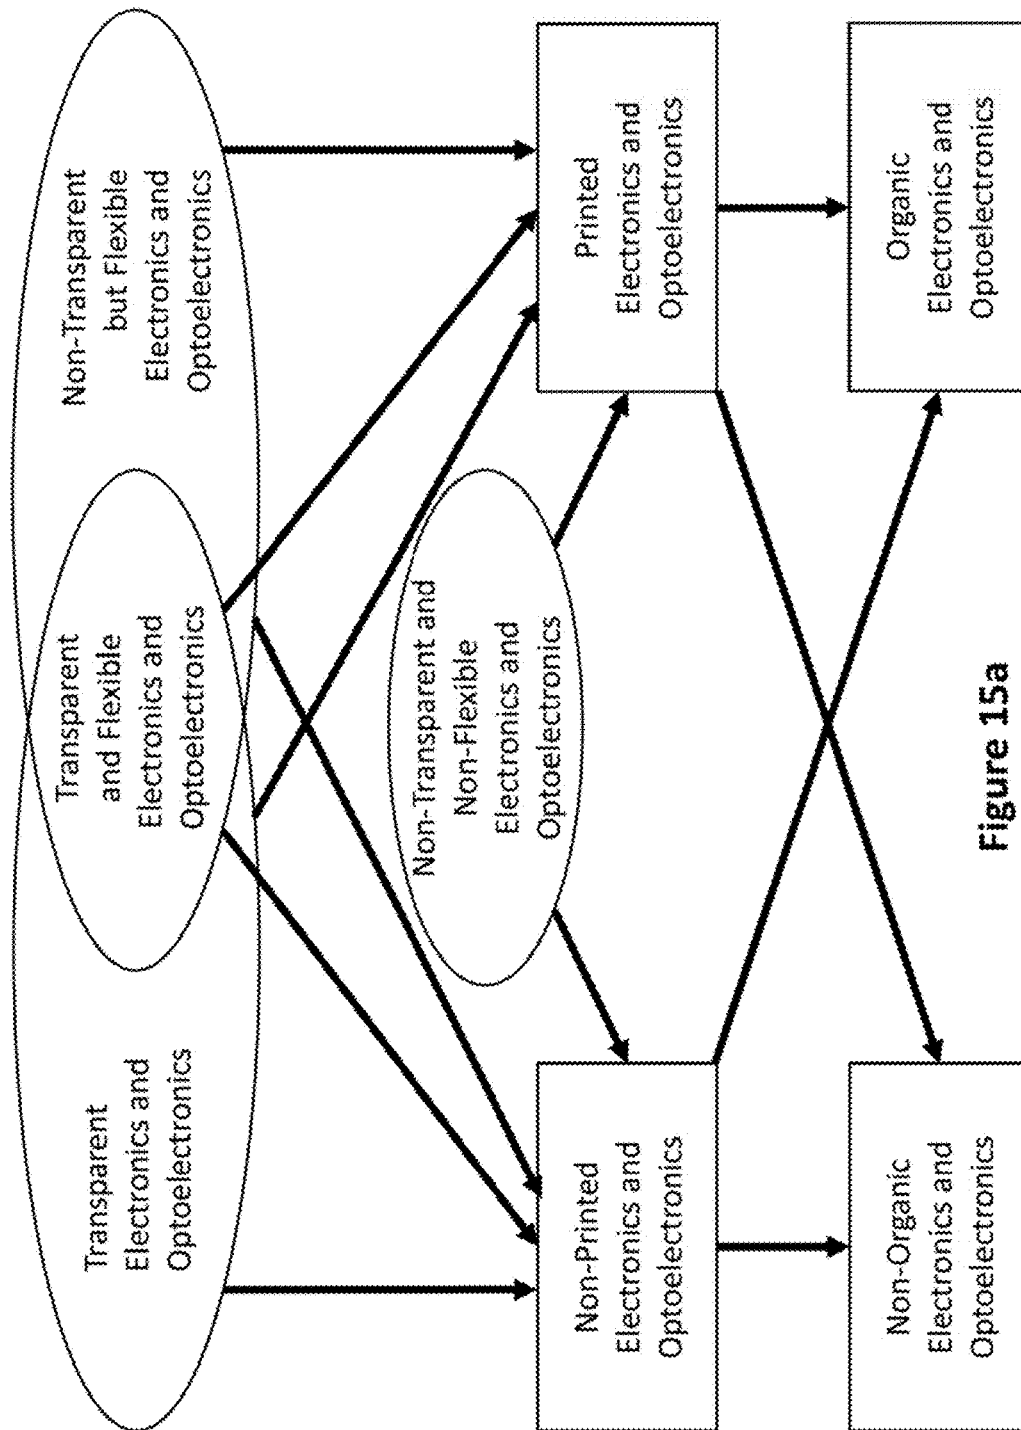 Transparent
Electronics and
Optoelectronics
Transparent
and Flexible
Electronics and
Optoelectronics
Non-Transparent
but Flexible
Electronics and
Optoelectronics
Non-Transparent and
Non-Flexible
Electronics and
Optoelectronics
Non-Printed
Electronics and
Optoelectronics
Printed
Electronics and
Optoelectronics
Non-Organic
Electronics and
Optoelectronics
Organic
Electronics and
Optoelectronics
Figure 15a